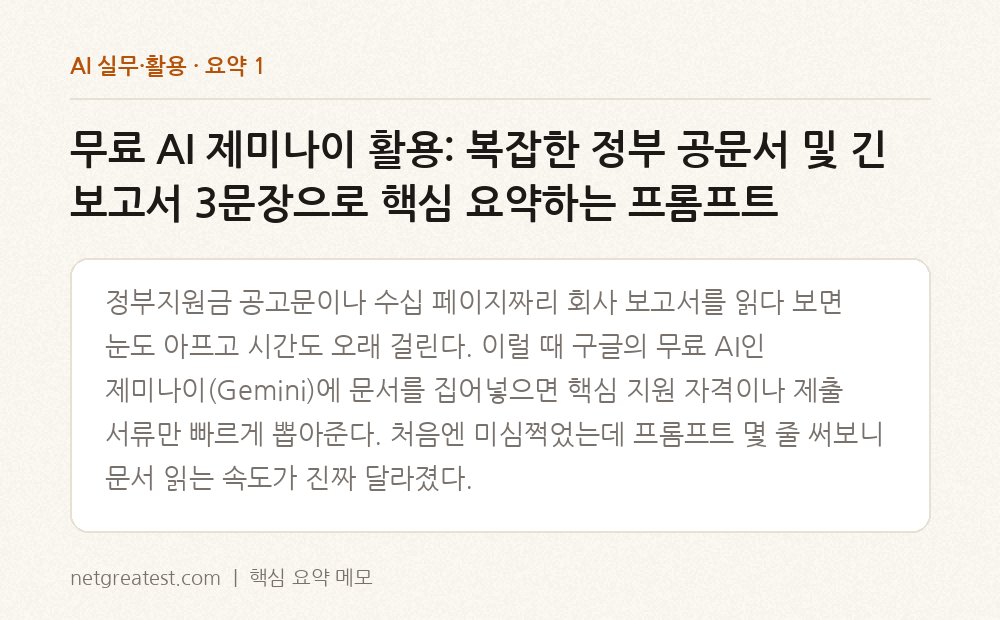 AI 실무·활용 · 요약 1
무료 AI 제미나이 활용: 복잡한 정부 공문서 및 긴
보고서 3문장으로 핵심 요약하는 프롬프트
정부지원금 공고문이나 수십 페이지짜리 회사 보고서를 읽다 보면
눈도 아프고 시간도 오래 걸린다. 이럴 때 구글의 무료 AI인
제미나이(Gemini)에 문서를 집어넣으면 핵심 지원 자격이나 제출
서류만 빠르게 뽑아준다. 처음엔 미심쩍었는데 프롬프트 몇 줄 써보니
문서 읽는 속도가 진짜 달라졌다.
netgreatest.com | 핵심 요약 메모